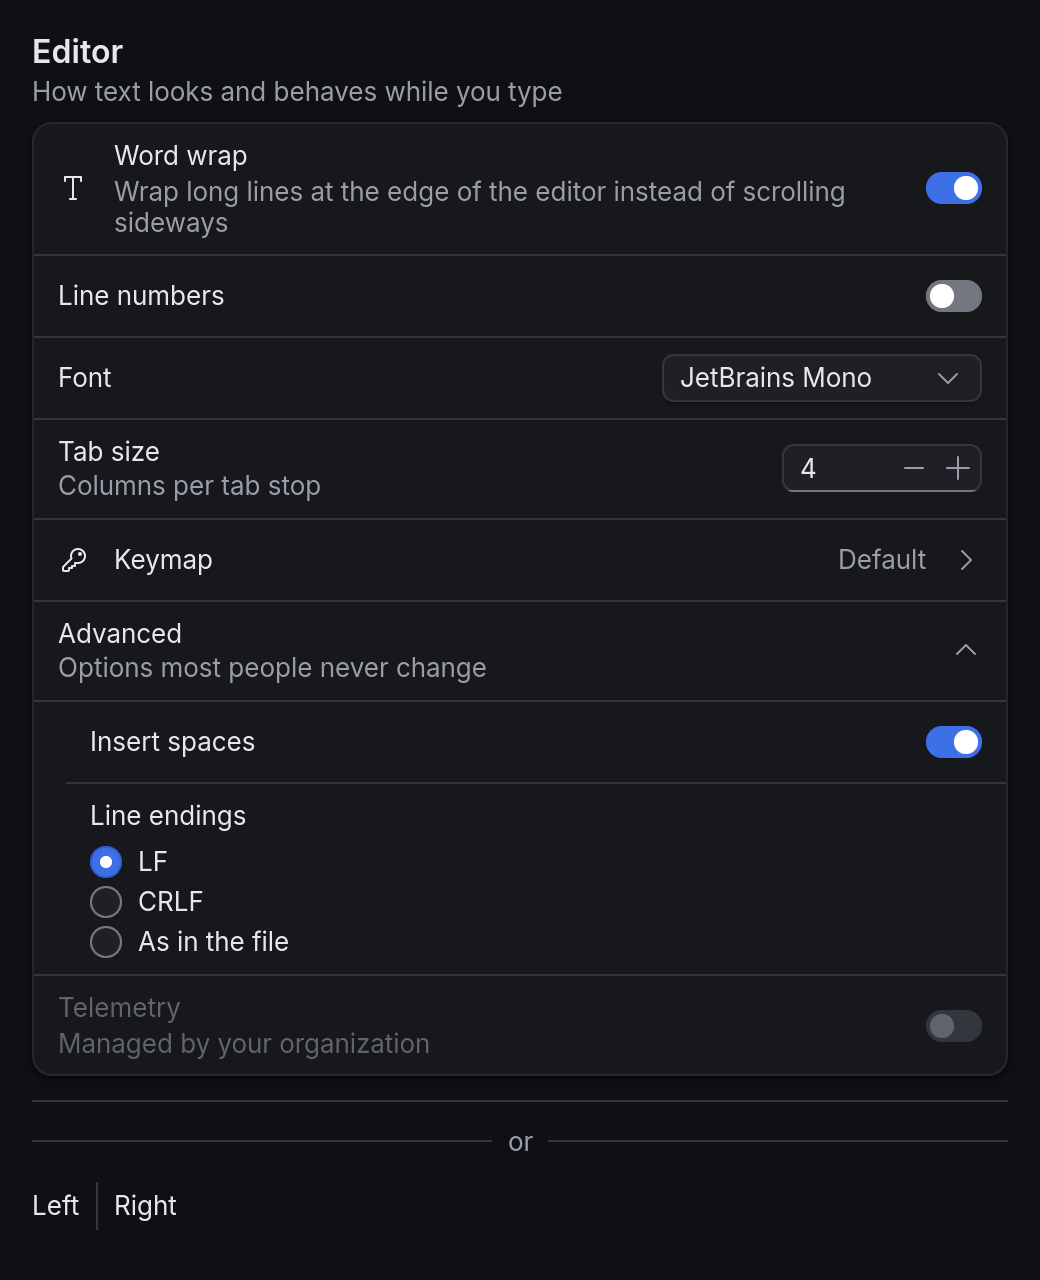 Editor
How text looks and behaves while you type
Word wrap
Wrap long lines at the edge of the editor instead of scrolling
sideways
Line numbers
Font
JetBrains Mono
Tab size
Columns per tab stop
4
Keymap
Default
Advanced
Options most people never change
Insert spaces
Line endings
LF
CRLF
As in the file
Telemetry
Managed by your organization
or
Left
Right